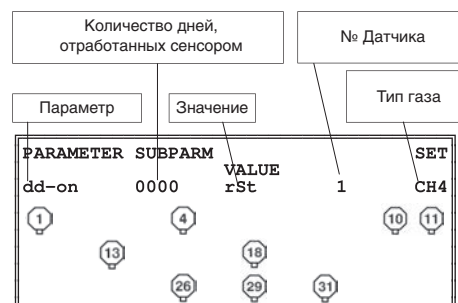 Количество дней,
отработанных сенсором
№ Датчика
Параметр
Значение
Тип газа
PARAMETER SUBPARM SET
VALUE
dd-on 0000 rSt 1 CH4
1 4 10 11
13 18
26 29 31